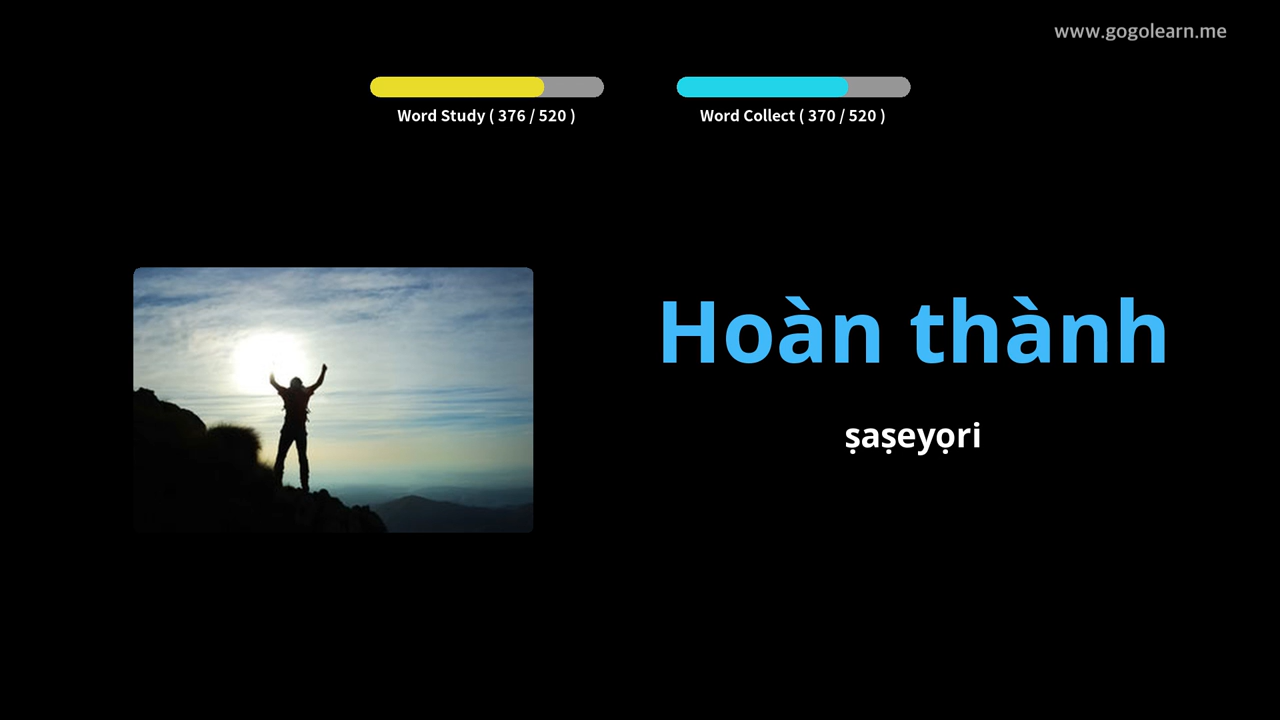 www.gogolearn.me
Word Study ( 376 / 520 )
Word Collect ( 370 / 520 )
Hoàn thành
ṣaṣeyọri